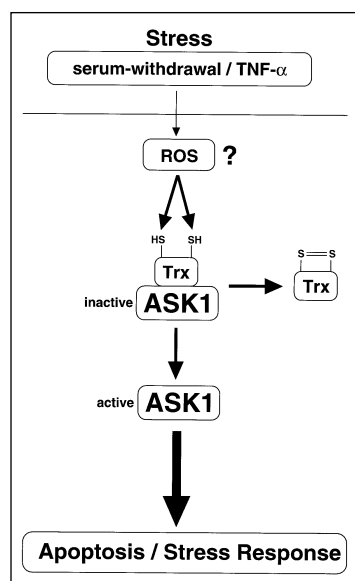 Stress
serum-withdrawal / TNF-α
ROS ?
HS SH
Trx
inactive ASK1
S S
Trx
active ASK1
Apoptosis / Stress Response